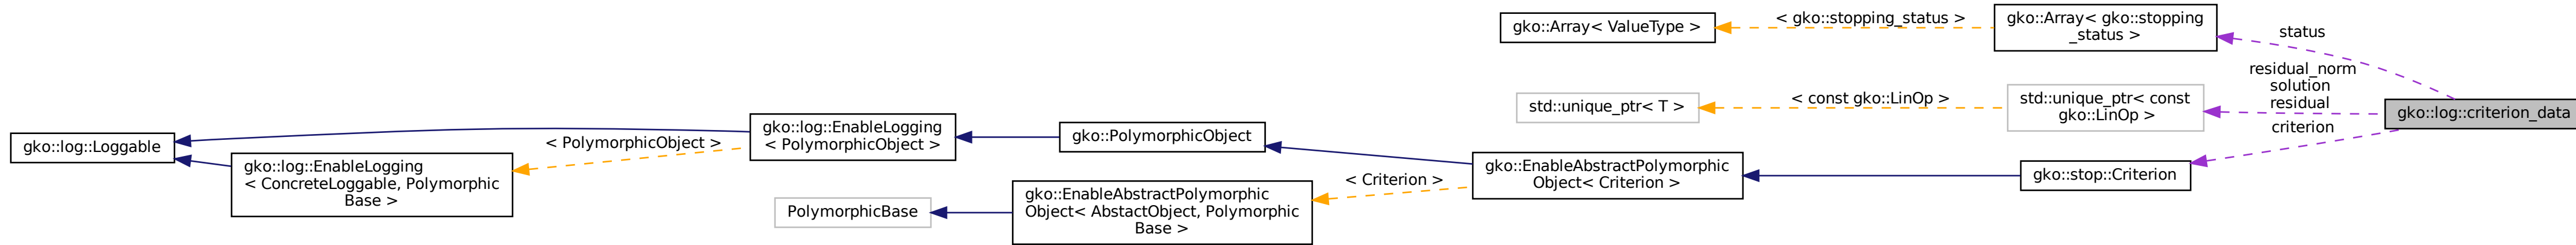 gko::Array< ValueType >
< gko::stopping_status >
gko::Array< gko::stopping
_status >
status
std::unique_ptr< T >
< const gko::LinOp >
std::unique_ptr< const
gko::LinOp >
residual_norm
solution
residual
gko::log::criterion_data
criterion
gko::log::Loggable
gko::log::EnableLogging
< ConcreteLoggable, Polymorphic
Base >
< PolymorphicObject >
gko::log::EnableLogging
< PolymorphicObject >
gko::PolymorphicObject
PolymorphicBase
gko::EnableAbstractPolymorphic
Object< AbstactObject, Polymorphic
Base >
< Criterion >
gko::EnableAbstractPolymorphic
Object< Criterion >
gko::stop::Criterion